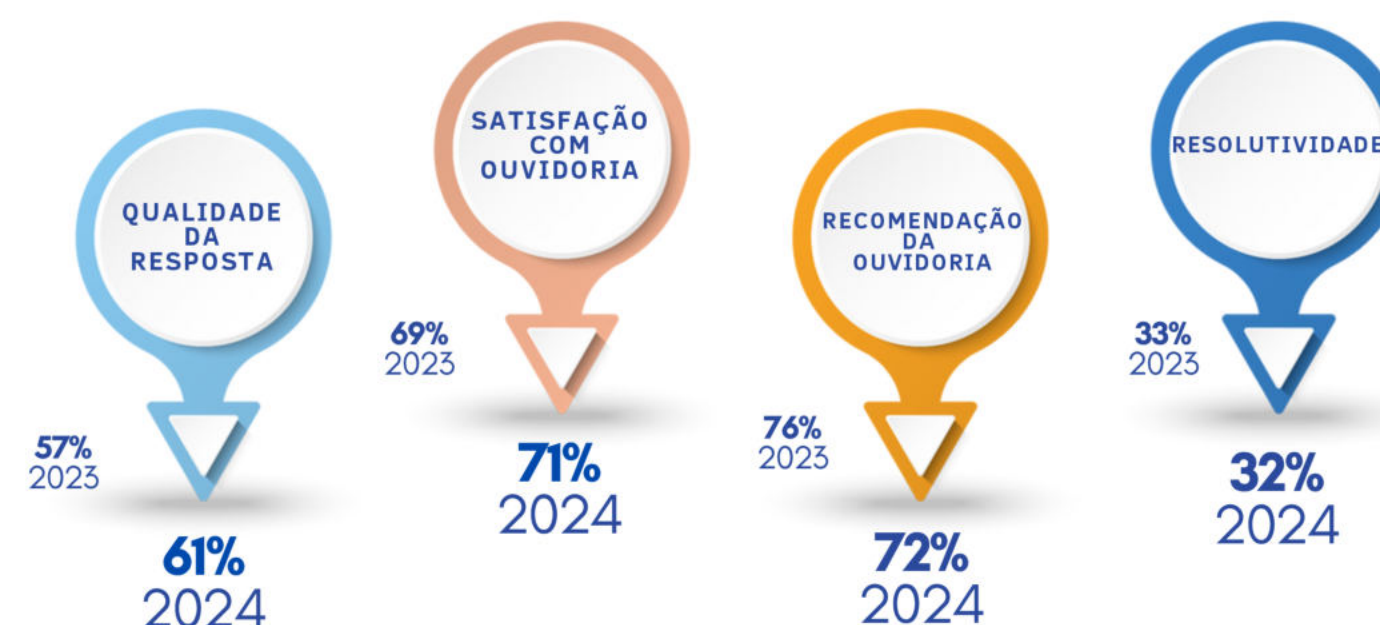 QUALIDADE
DA
RESPOSTA
57%
2023
61%
2024
SATISFAÇÃO
COM
OUVIDORIA
69%
2023
71%
2024
RECOMENDAÇÃO
DA
OUVIDORIA
76%
2023
72%
2024
RESOLUTIVIDADE
33%
2023
32%
2024